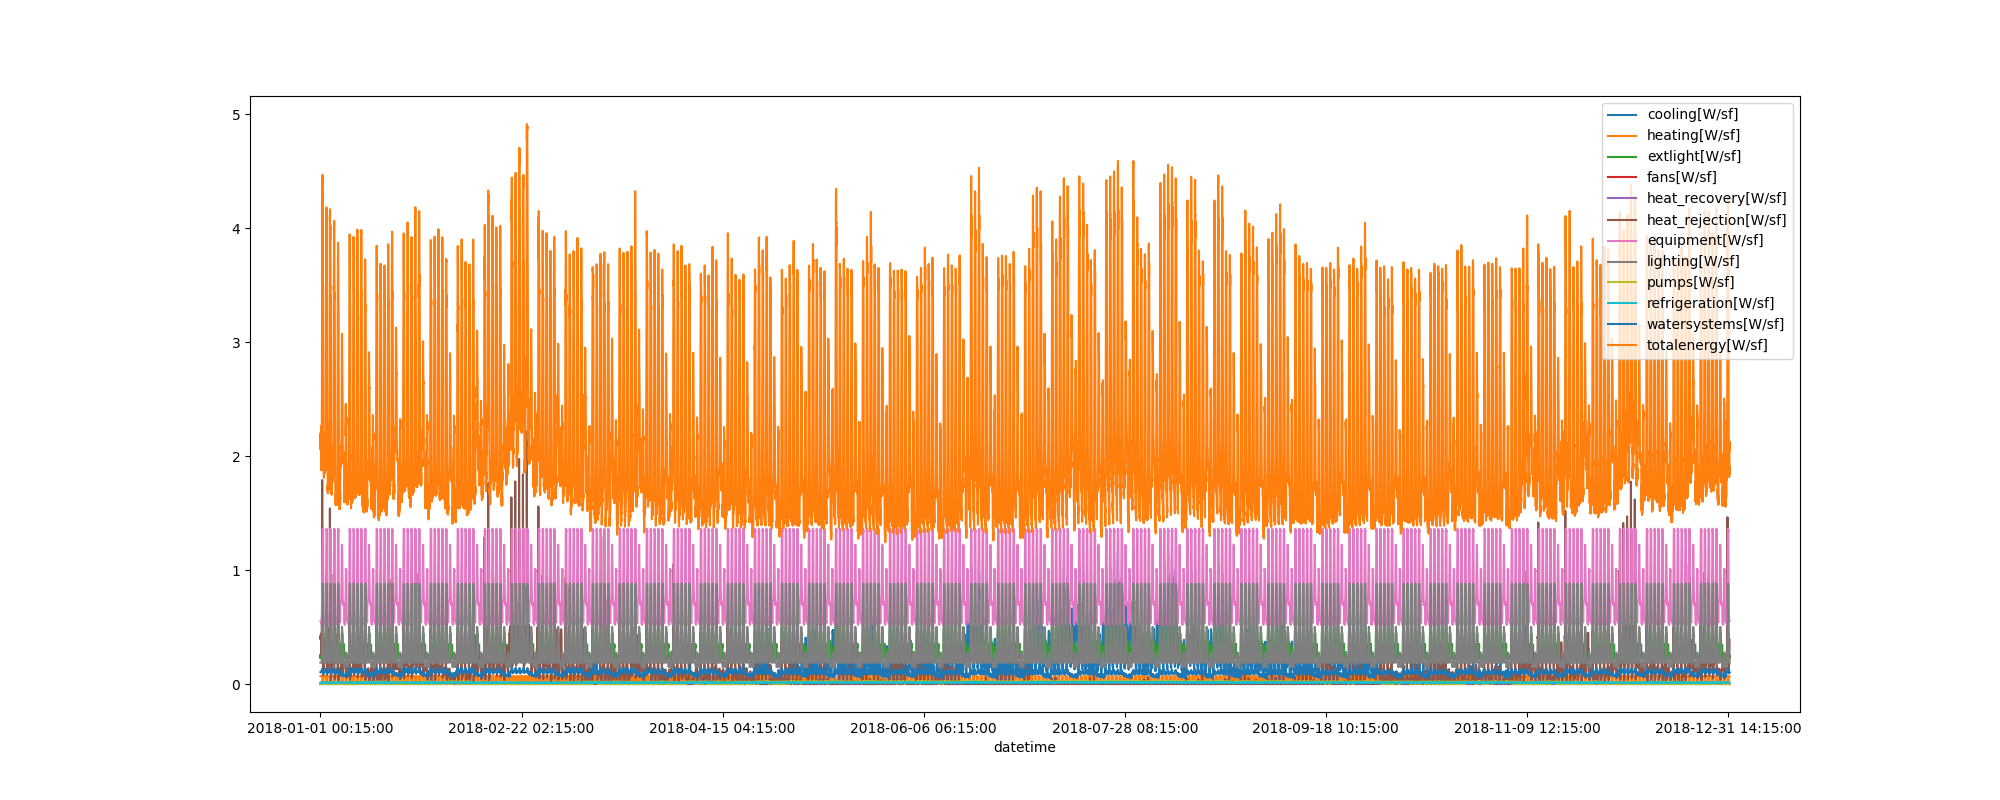 5
4
3
2
1
0
cooling[W/sf]
heating[W/sf]
extlight[W/sf]
fans[W/sf]
heat_recovery[W/sf]
heat_rejection[W/sf]
equipment[W/sf]
lighting[W/sf]
pumps[W/sf]
refrigeration[W/sf]
watersystems[W/sf]
totalenergy[W/sf]
2018-01-01 00:15:00 2018-02-22 02:15:00 2018-04-15 04:15:00 2018-06-06 06:15:00 2018-07-28 08:15:00 2018-09-18 10:15:00 2018-11-09 12:15:00 2018-12-31 14:15:00
datetime